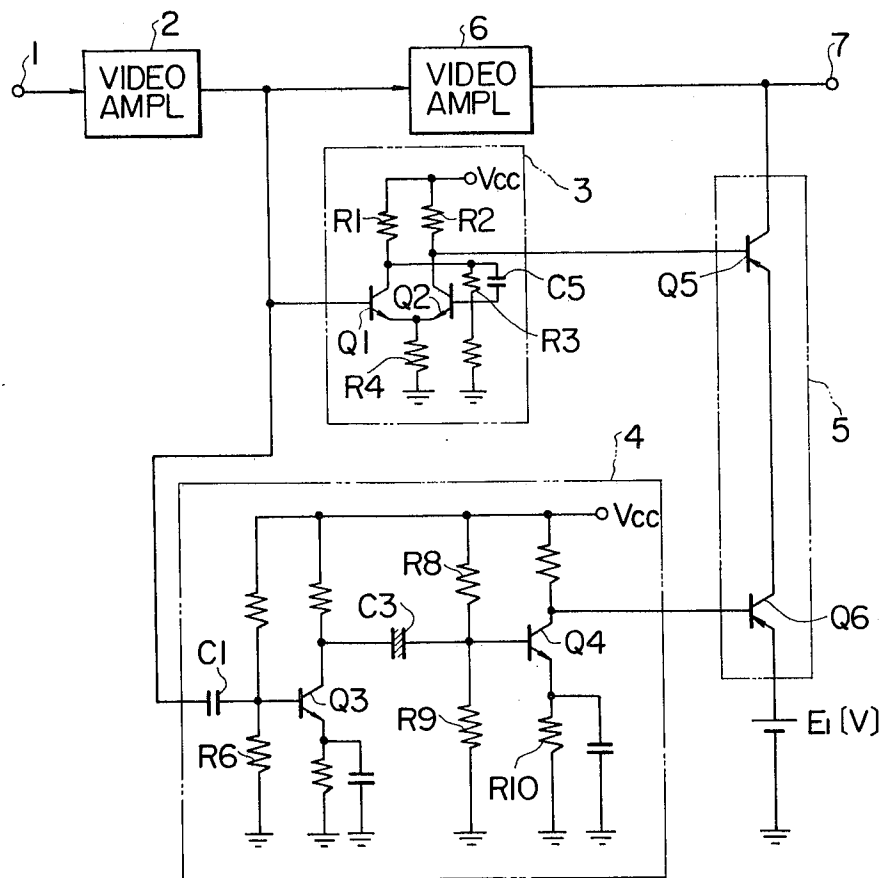 1
2
VIDEO
AMPL
6
VIDEO
AMPL
7
3
Vcc
R1
R2
C5
Q1
Q2
R3
R4
Q5
5
4
Vcc
R8
C3
Q4
Q6
C1
Q3
R6
R9
R10
E1 (V)